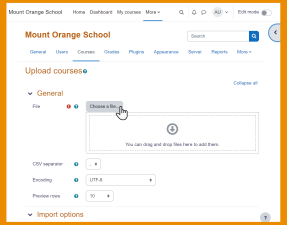 Mount Orange School Home Dashboard My courses More AU Edit mode
Mount Orange School Search
General Users Courses Grades Plugins Appearance Server Reports More
Upload courses
Collapse all
General
File Choose a file...
You can drag and drop files here to add them.
CSV separator ,
Encoding UTF-8
Preview rows 10
Import options
?